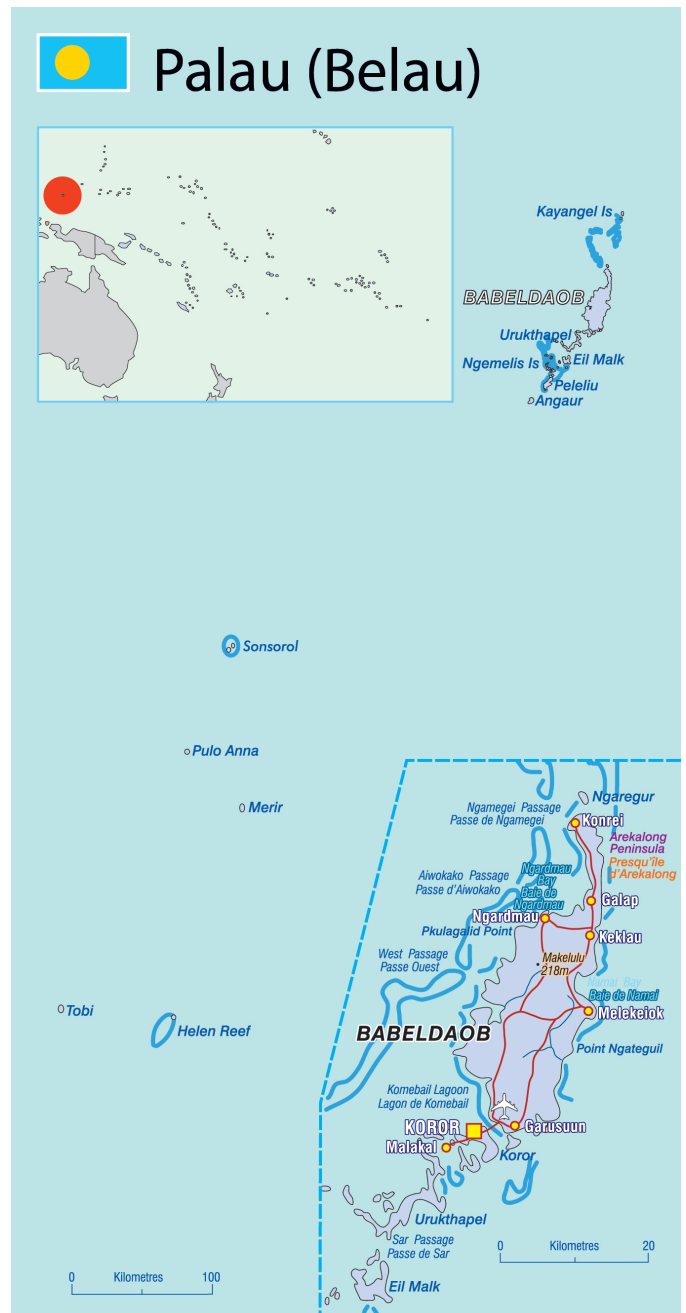 Palau (Belau)
Kayangel Is
BABELDAOB
Urukthapel
Ngemelis Is
Eil Malk
Peleliu
Angaur
Sonsorol
Pulo Anna
Merir
Tobi
Helen Reef
Ngaregur
Ngamegei Passage
Passe de Ngamegei
Konrei
Arekalong
Peninsula
Presqu'île
d'Arekalong
Aiwokako Passage
Passe d'Aiwokako
Ngardmau
Bay
Baie de
Ngardmau
Galap
Ngardmau
Pkulagalid Point
Keklau
West Passage
Passe Ouest
Makelulu
218m
Namai Bay
Baie de Namai
Melekeiok
BABELDAOB
Point Ngateguil
Komebail Lagoon
Lagon de Komebail
KOROR
Garusuun
Malakal
Koror
Urukthapel
Sar Passage
Passe de Sar
Eil Malk
0 Kilometres 20
0 Kilometres 100